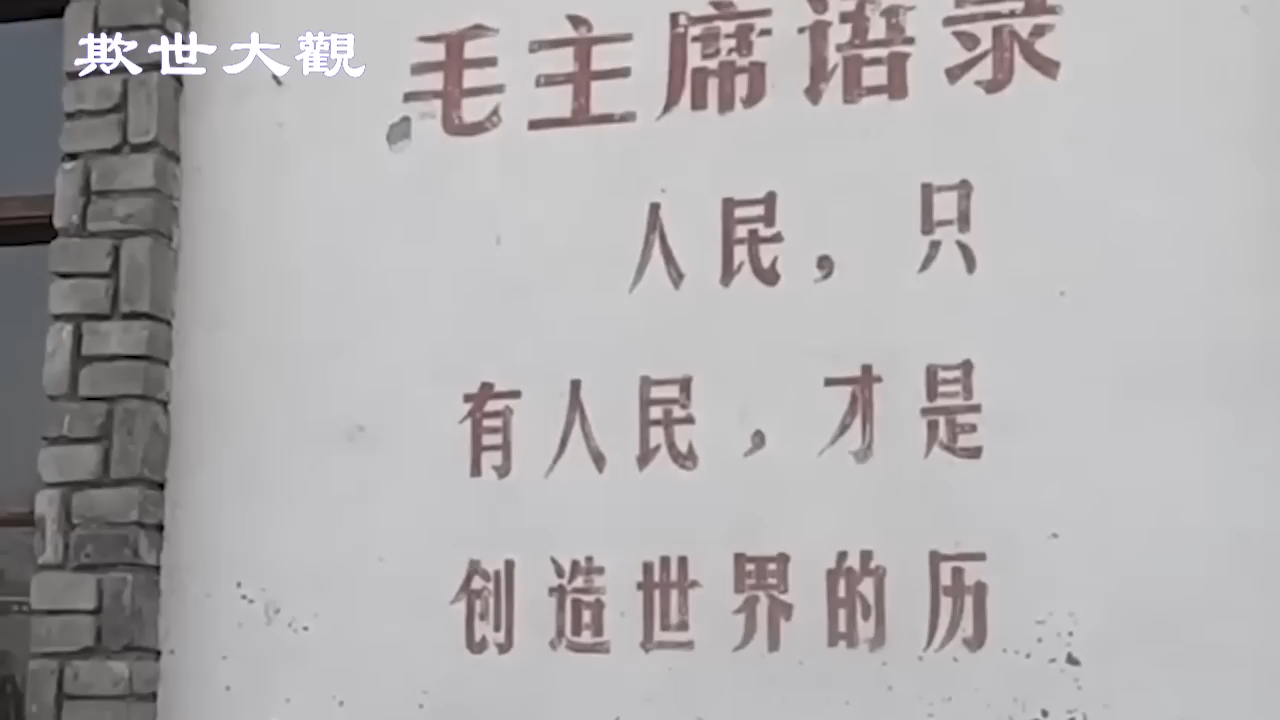 欺世大觀
毛主席语录
人民，只
有人民，才是
创造世界的历